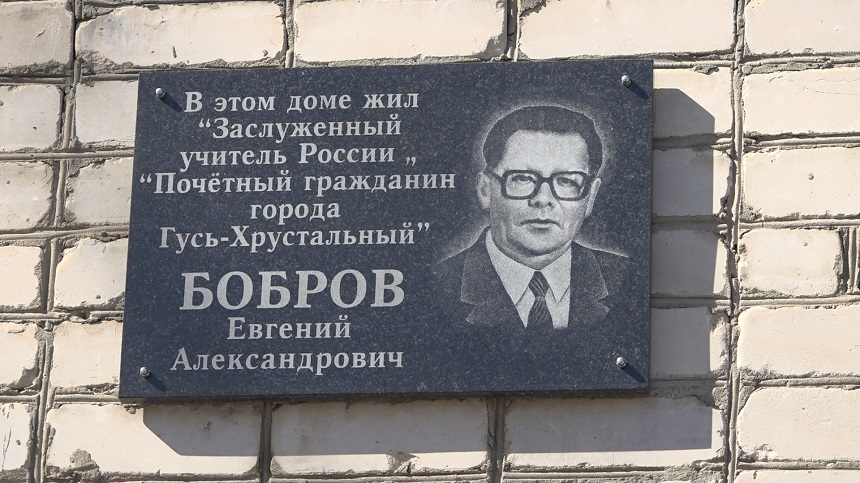 В этом доме жил
“Заслуженный
учитель России „
“Почётный гражданин
города
Гусь-Хрустальный”
БОБРОВ
Евгений
Александрович